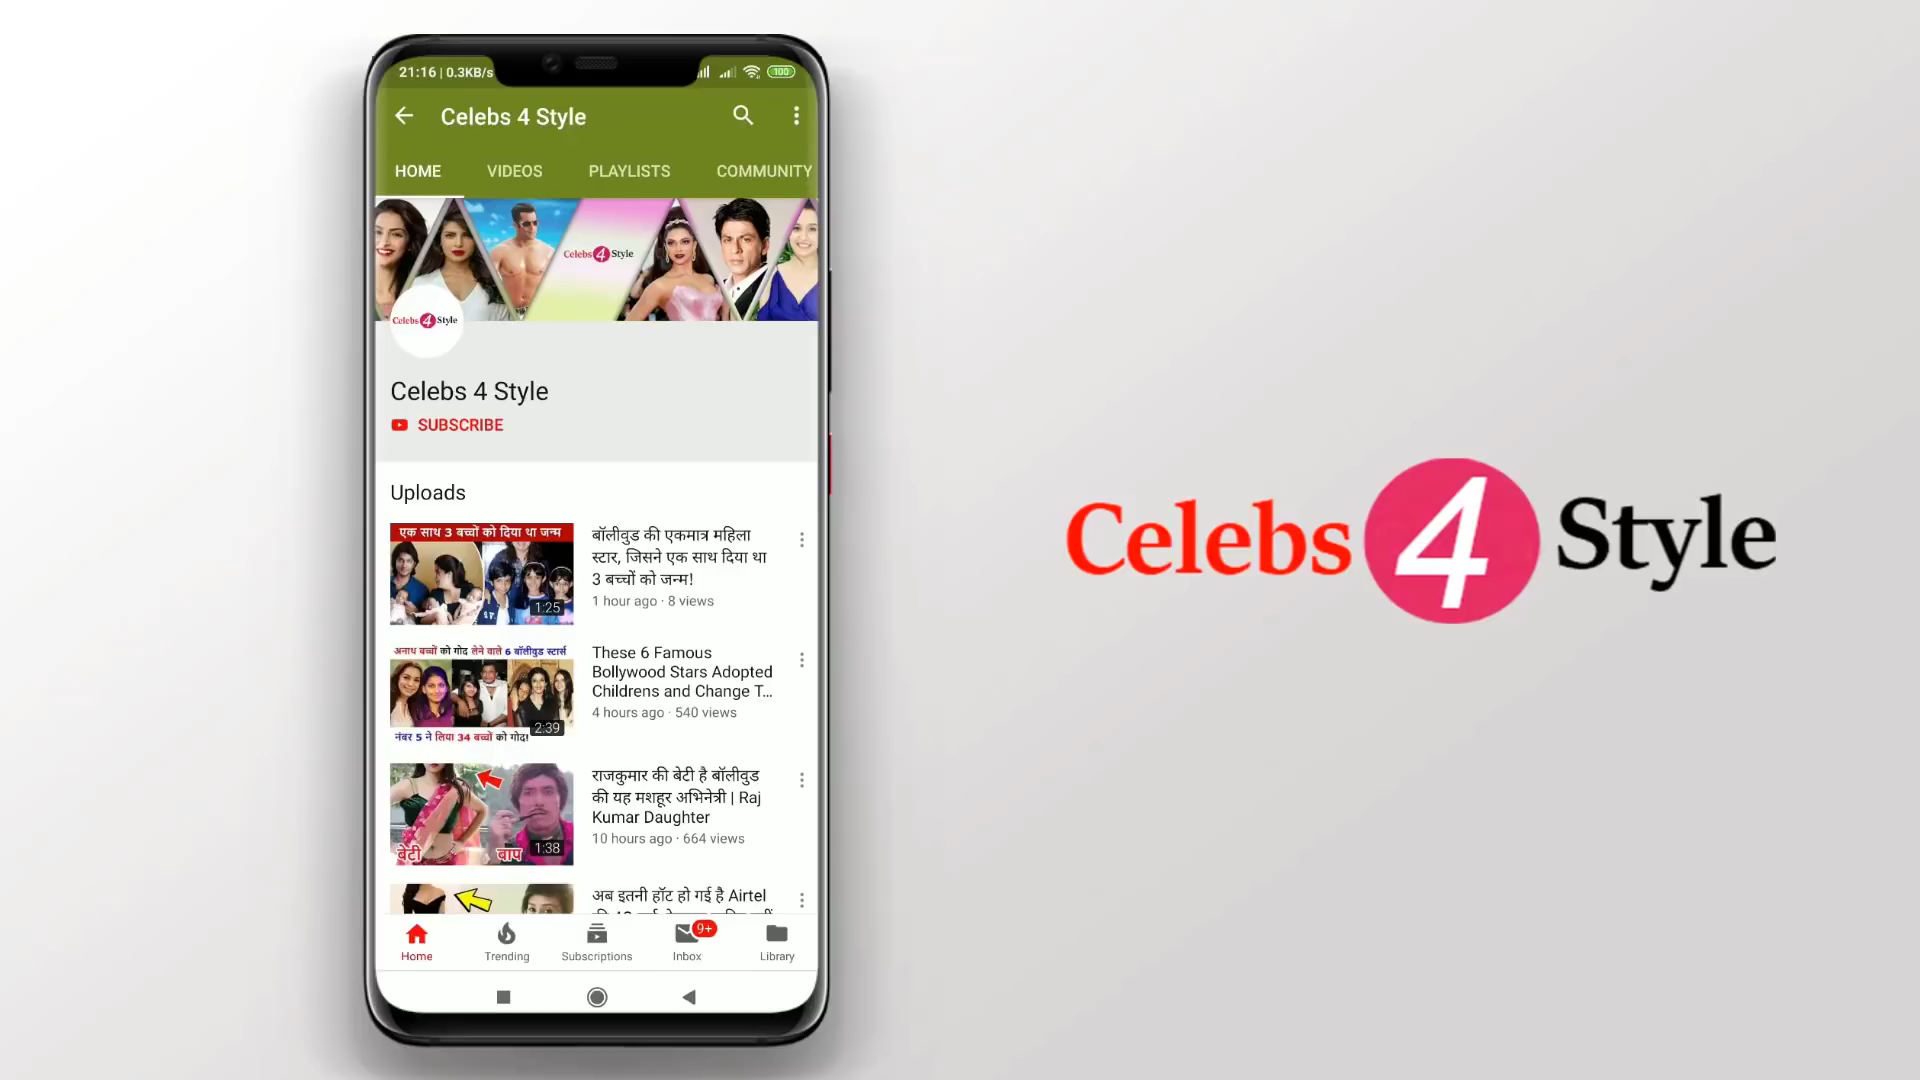 21:16 | 0.3KB/s
100
Celebs 4 Style
HOME VIDEOS PLAYLISTS COMMUNITY
Celebs 4 Style
Celebs 4 Style
Celebs 4 Style
SUBSCRIBE
Uploads
एक साथ 3 बच्चों को दिया था जन्म
1:25
बॉलीवुड की एकमात्र महिला
स्टार, जिसने एक साथ दिया था
3 बच्चों को जन्म!
1 hour ago · 8 views
अनाथ बच्चों को गोद लेने वाले 6 बॉलीवुड स्टार्स
2:39
नंबर 5 ने लिया 34 बच्चों को गोद!
These 6 Famous
Bollywood Stars Adopted
Childrens and Change T...
4 hours ago · 540 views
बेटी
बाप
1:38
राजकुमार की बेटी है बॉलीवुड
की यह मशहूर अभिनेत्री | Raj
Kumar Daughter
10 hours ago · 664 views
अब इतनी हॉट हो गई है Airtel
9+
Home Trending Subscriptions Inbox Library
Celebs 4 Style